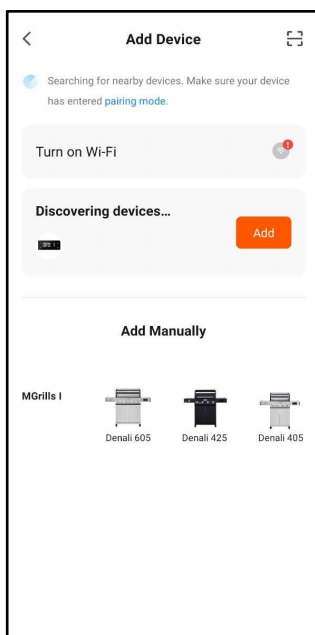 Add Device
Searching for nearby devices. Make sure your device
has entered pairing mode.
Turn on Wi-Fi
Discovering devices...
Add
Add Manually
MGrills I
Denali 605
Denali 425
Denali 405